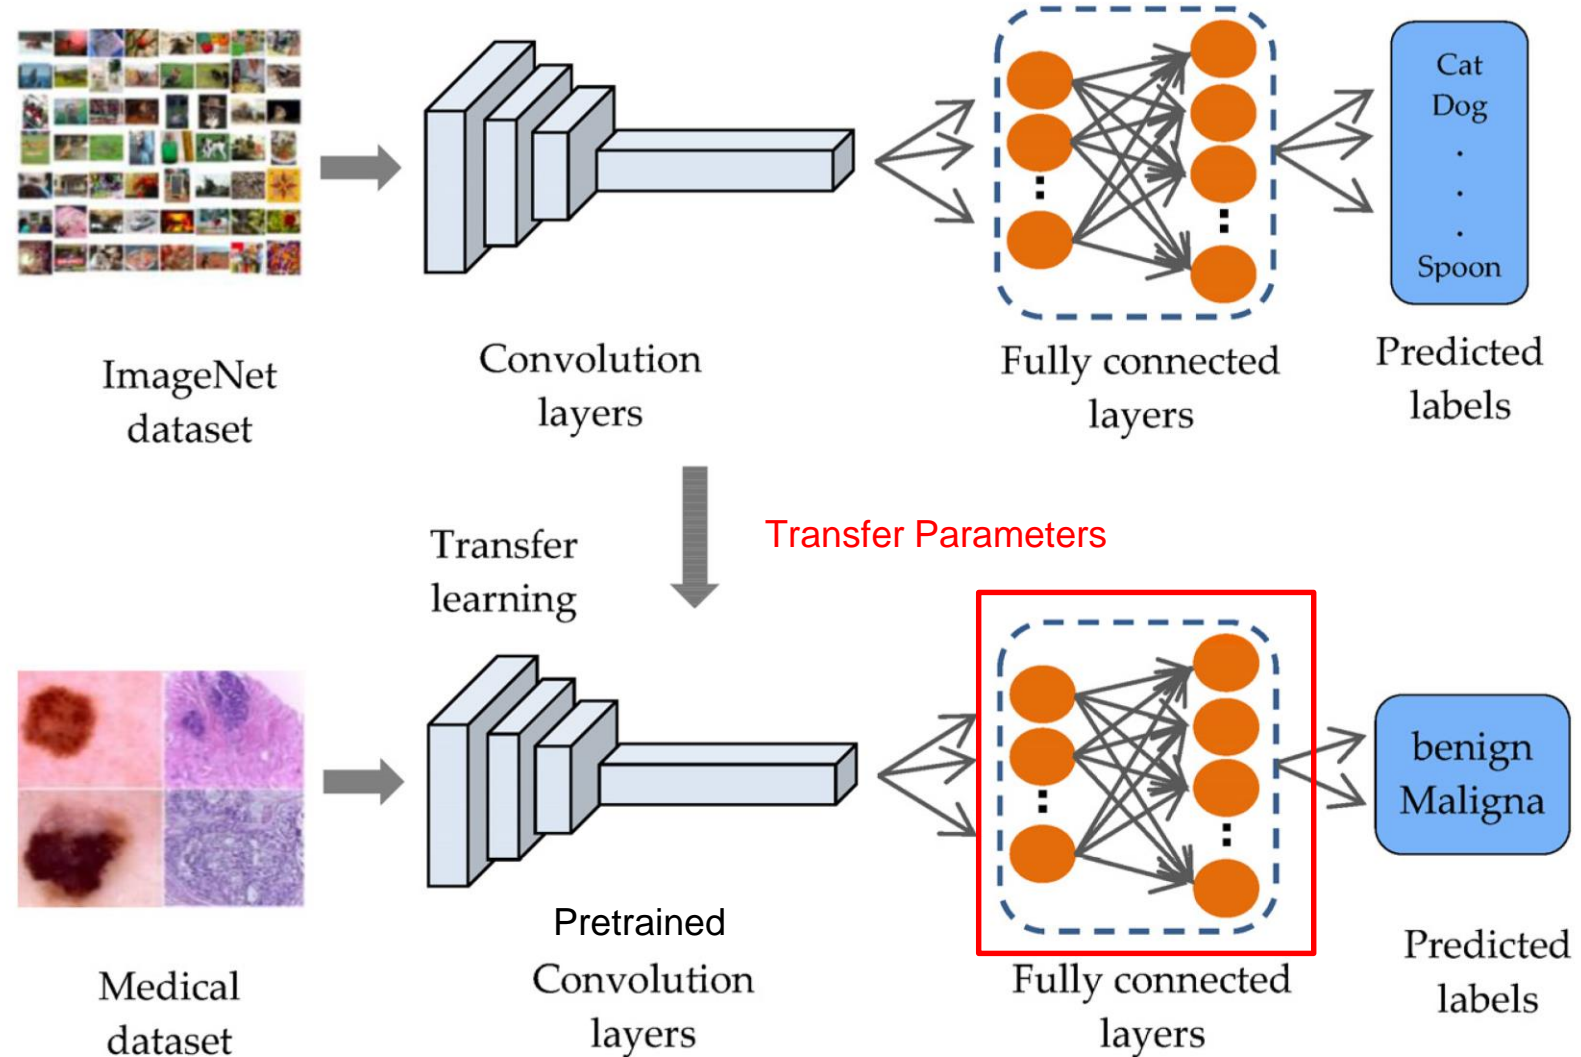 Cat
Dog
.
.
.
Spoon
ImageNet
dataset
Convolution
layers
Fully connected
layers
Predicted
labels
Transfer
learning
Transfer Parameters
benign
Maligna
Medical
dataset
Pretrained
Convolution
layers
Fully connected
layers
Predicted
labels